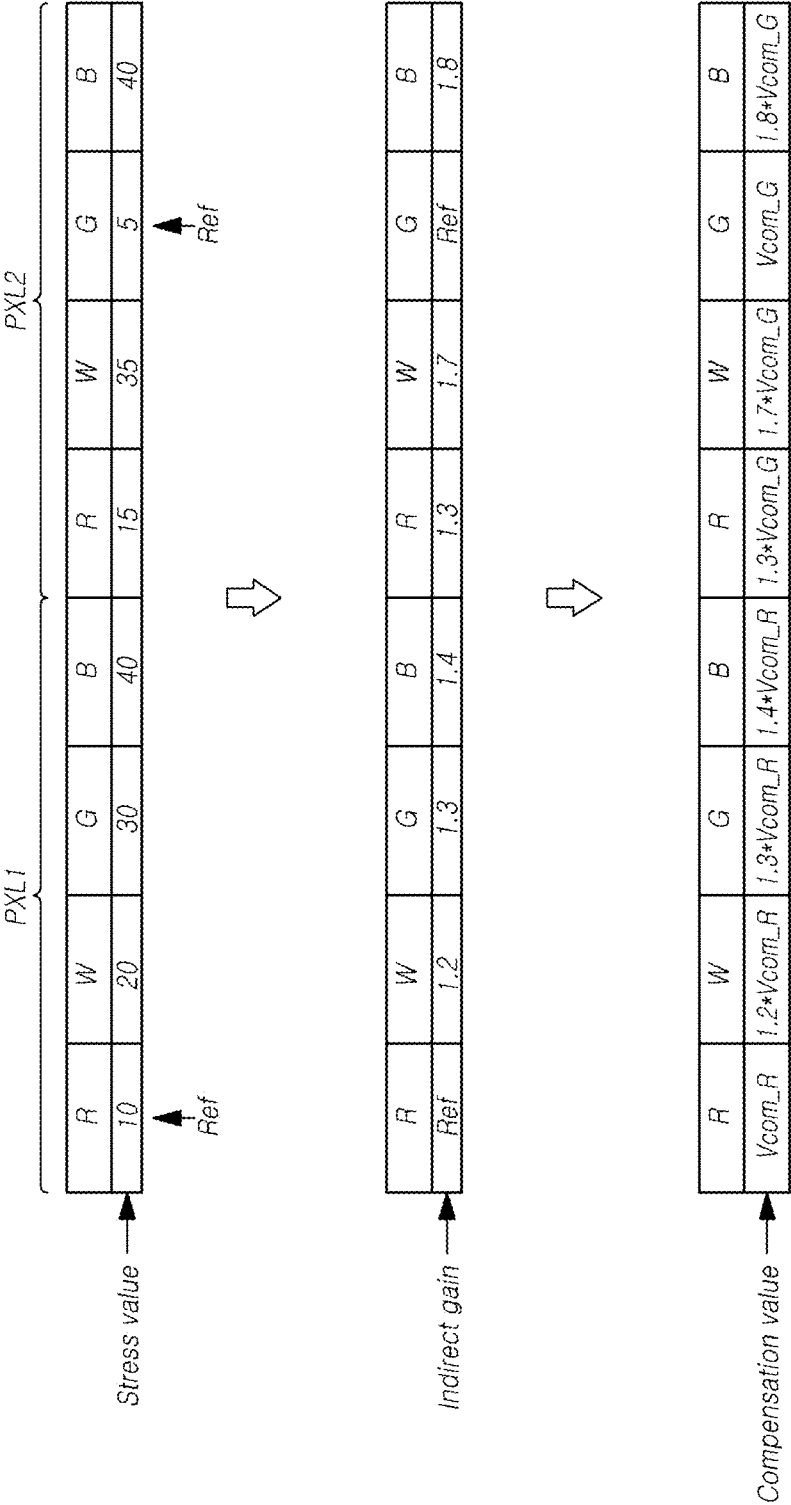 PXL1 PXL2
R W G B R W G B
Stress value 10 20 30 40 15 35 5 40
Ref Ref
R W G B R W G B
Indirect gain Ref 1.2 1.3 1.4 1.3 1.7 Ref 1.8
R W G B R W G B
Compensation value Vcom_R 1.2*Vcom_R 1.3*Vcom_R 1.4*Vcom_R 1.3*Vcom_G 1.7*Vcom_G Vcom_G 1.8*Vcom_G